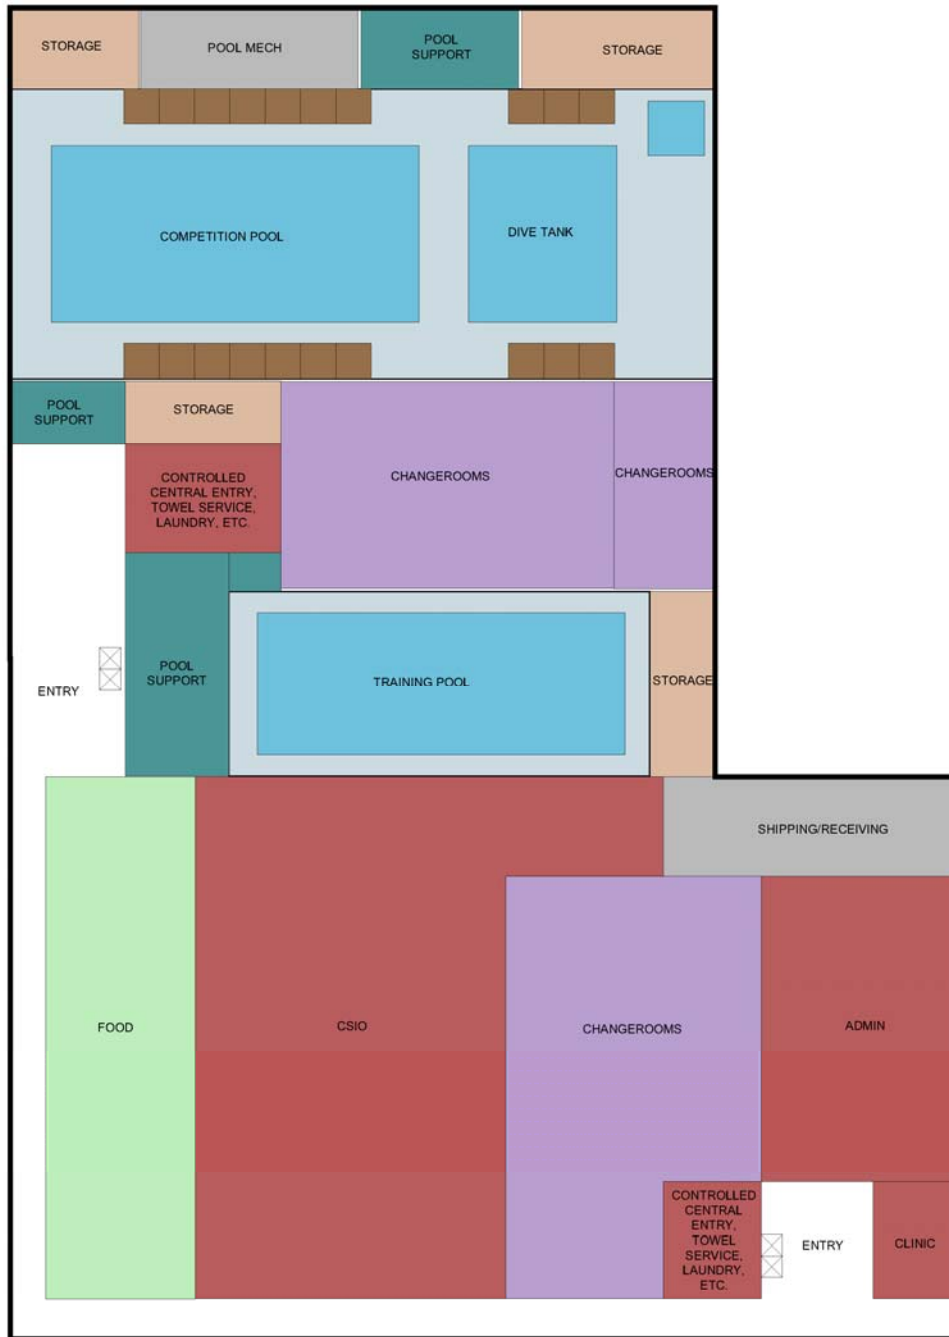 STORAGE
POOL MECH
POOL
SUPPORT
STORAGE
COMPETITION POOL
DIVE TANK
POOL
SUPPORT
STORAGE
CHANGEROOMS
CHANGEROOMS
CONTROLLED
CENTRAL ENTRY,
TOWEL SERVICE,
LAUNDRY, ETC.
POOL
SUPPORT
TRAINING POOL
STORAGE
ENTRY
SHIPPING/RECEIVING
FOOD
CSIO
CHANGEROOMS
ADMIN
CONTROLLED
CENTRAL
ENTRY,
TOWEL
SERVICE,
LAUNDRY,
ETC.
ENTRY
CLINIC